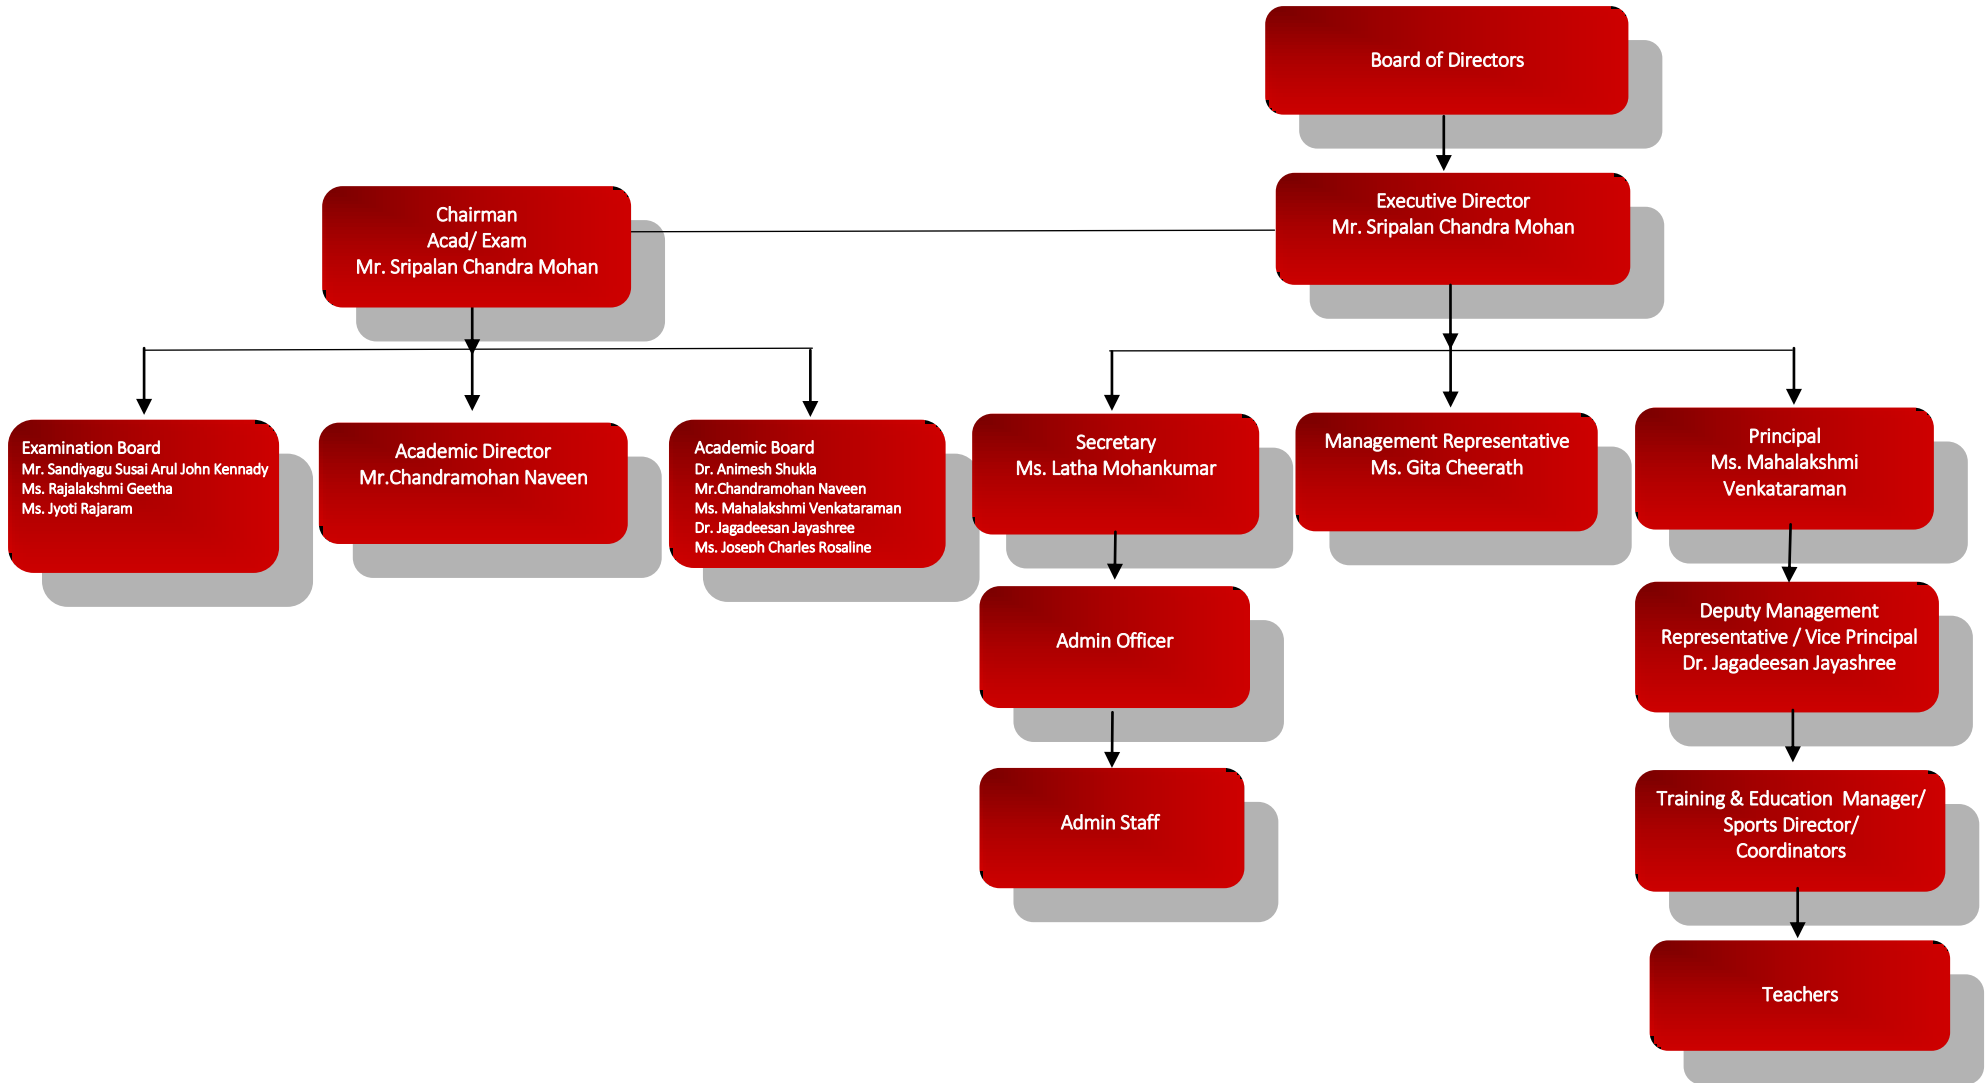 Board of Directors
Executive Director
Mr. Sripalan Chandra Mohan
Chairman
Acad/ Exam
Mr. Sripalan Chandra Mohan
Examination Board
Mr. Sandiyagu Susai Arul John Kennady
Ms. Rajalakshmi Geetha
Ms. Jyoti Rajaram
Academic Director
Mr.Chandramohan Naveen
Academic Board
Dr. Animesh Shukla
Mr.Chandramohan Naveen
Ms. Mahalakshmi Venkataraman
Dr. Jagadeesan Jayashree
Ms. Joseph Charles Rosaline
Secretary
Ms. Latha Mohankumar
Management Representative
Ms. Gita Cheerath
Principal
Ms. Mahalakshmi
Venkataraman
Admin Officer
Deputy Management
Representative / Vice Principal
Dr. Jagadeesan Jayashree
Admin Staff
Training & Education  Manager/
Sports Director/
Coordinators
Teachers